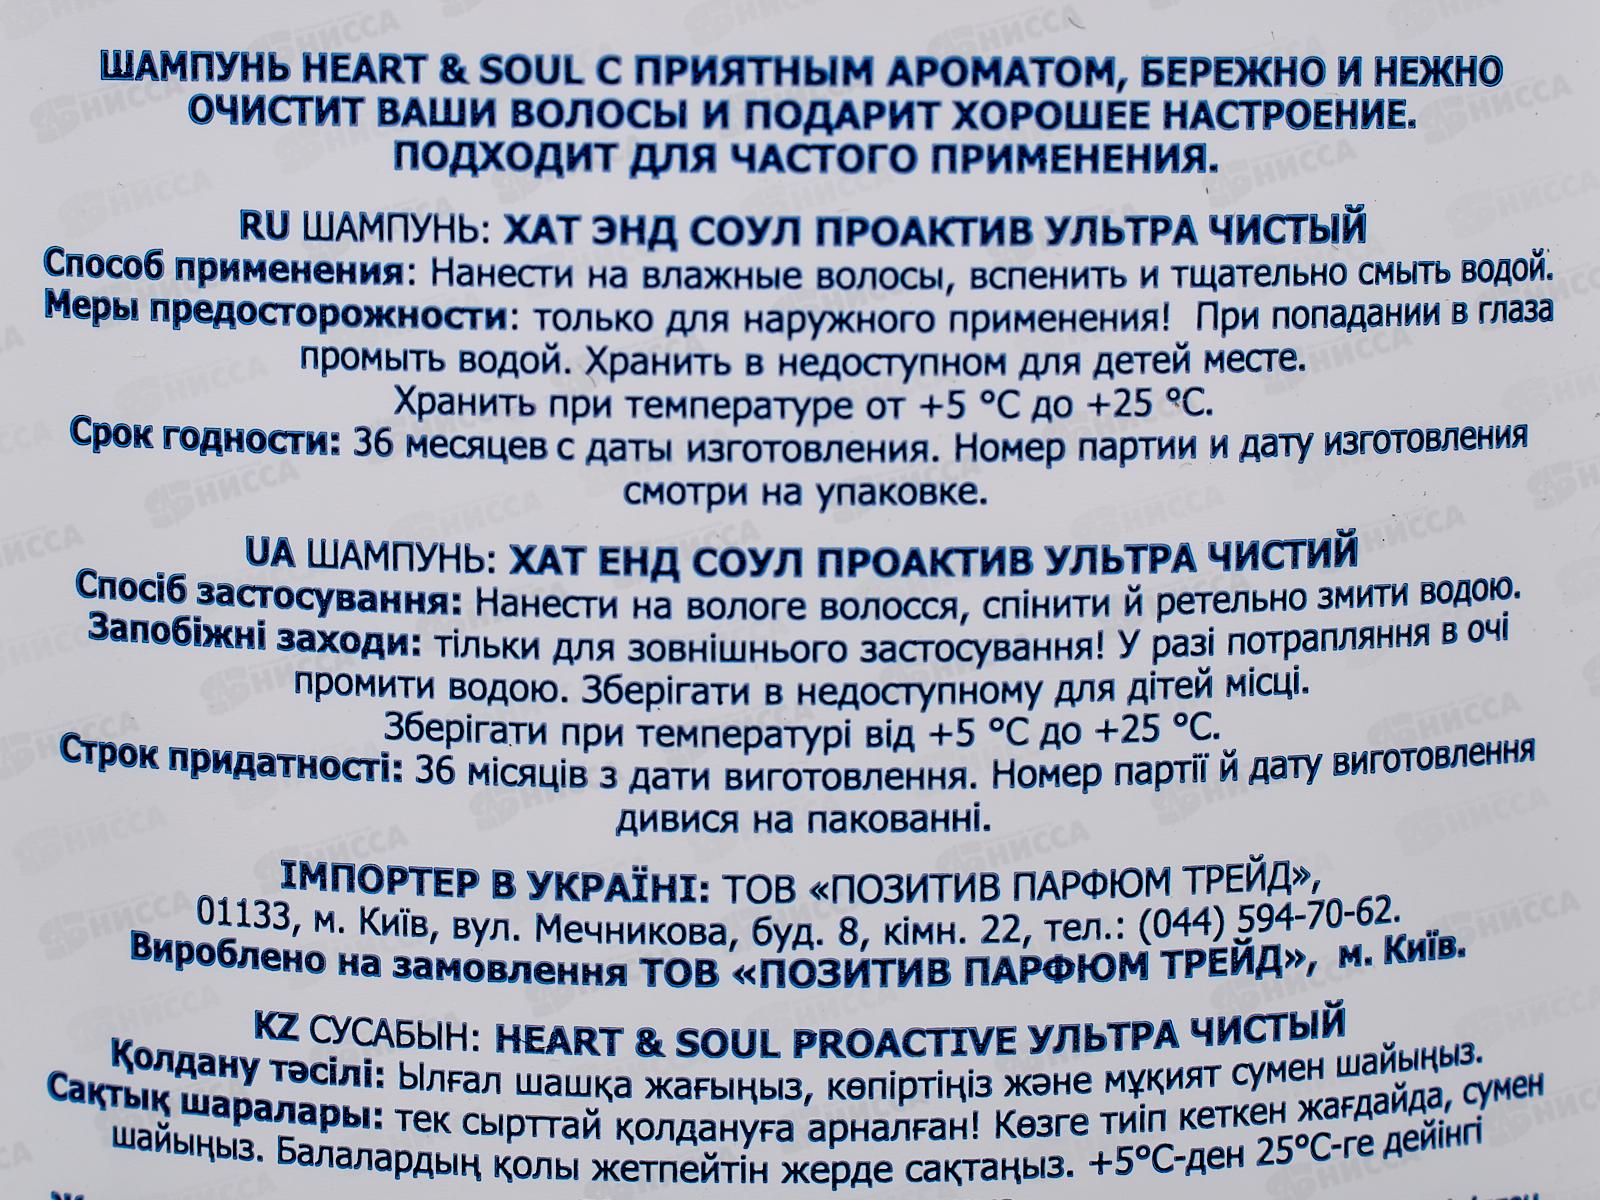 ШАМПУНЬ HEART & SOUL С ПРИЯТНЫМ АРОМАТОМ, БЕРЕЖНО И НЕЖНО
ОЧИСТИТ ВАШИ ВОЛОСЫ И ПОДАРИТ ХОРОШЕЕ НАСТРОЕНИЕ.
ПОДХОДИТ ДЛЯ ЧАСТОГО ПРИМЕНЕНИЯ.
RU ШАМПУНЬ: ХАТ ЭНД СОУЛ ПРОАКТИВ УЛЬТРА ЧИСТЫЙ
Способ применения: Нанести на влажные волосы, вспенить и тщательно смыть водой.
Меры предосторожности: только для наружного применения! При попадании в глаза
промыть водой. Хранить в недоступном для детей месте.
Хранить при температуре от +5 °С до +25 °С.
Срок годности: 36 месяцев с даты изготовления. Номер партии и дату изготовления
смотри на упаковке.
UA ШАМПУНЬ: ХАТ ЕНД СОУЛ ПРОАКТИВ УЛЬТРА ЧИСТИЙ
Спосіб застосування: Нанести на вологе волосся, спінити й ретельно змити водою.
Запобіжні заходи: тільки для зовнішнього застосування! У разі потрапляння в очі
промити водою. Зберігати в недоступному для дітей місці.
Зберігати при температурі від +5 °С до +25 °С.
Строк придатності: 36 місяців з дати виготовлення. Номер партії й дату виготовлення
дивися на пакованні.
ІМПОРТЕР В УКРАЇНІ: ТОВ «ПОЗИТИВ ПАРФЮМ ТРЕЙД»,
01133, м. Київ, вул. Мечникова, буд. 8, кімн. 22, тел.: (044) 594-70-62.
Вироблено на замовлення ТОВ «ПОЗИТИВ ПАРФЮМ ТРЕЙД», м. Київ.
KZ СУСАБЫН: HEART & SOUL PROACTIVE УЛЬТРА ЧИСТЫЙ
Қолдану тәсілі: Ылғал шашқа жағыңыз, көпіртіңіз және мұқият сумен шайыңыз.
Сақтық шаралары: тек сырттай қолдануға арналған! Көзге тиіп кеткен жағдайда, сумен
шайыңыз. Балалардың қолы жетпейтін жерде сақтаңыз. +5°С-ден 25°С-ге дейінгі